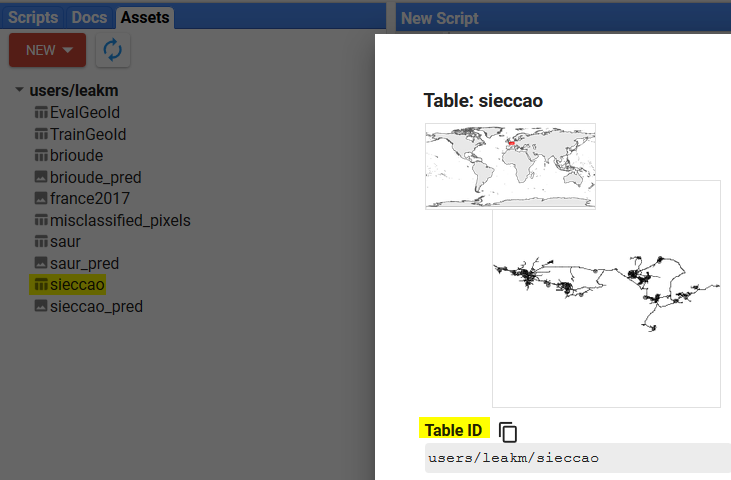 Scripts Docs Assets
NEW
users/leakm
EvalGeoId
TrainGeoId
brioude
brioude_pred
france2017
misclassified_pixels
saur
saur_pred
sieccao
sieccao_pred
New Script
Table: sieccao
Table ID
users/leakm/sieccao